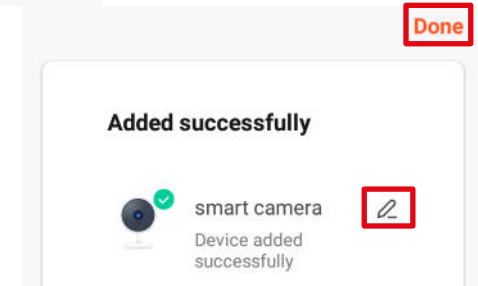 Done
Added successfully
smart camera
Device added
successfully